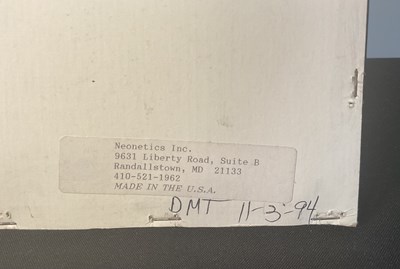 Neonetics Inc.
9631 Liberty Road, Suite B
Randallstown, MD 21133
410-521-1962
MADE IN THE U.S.A.
DMT 11-3-94